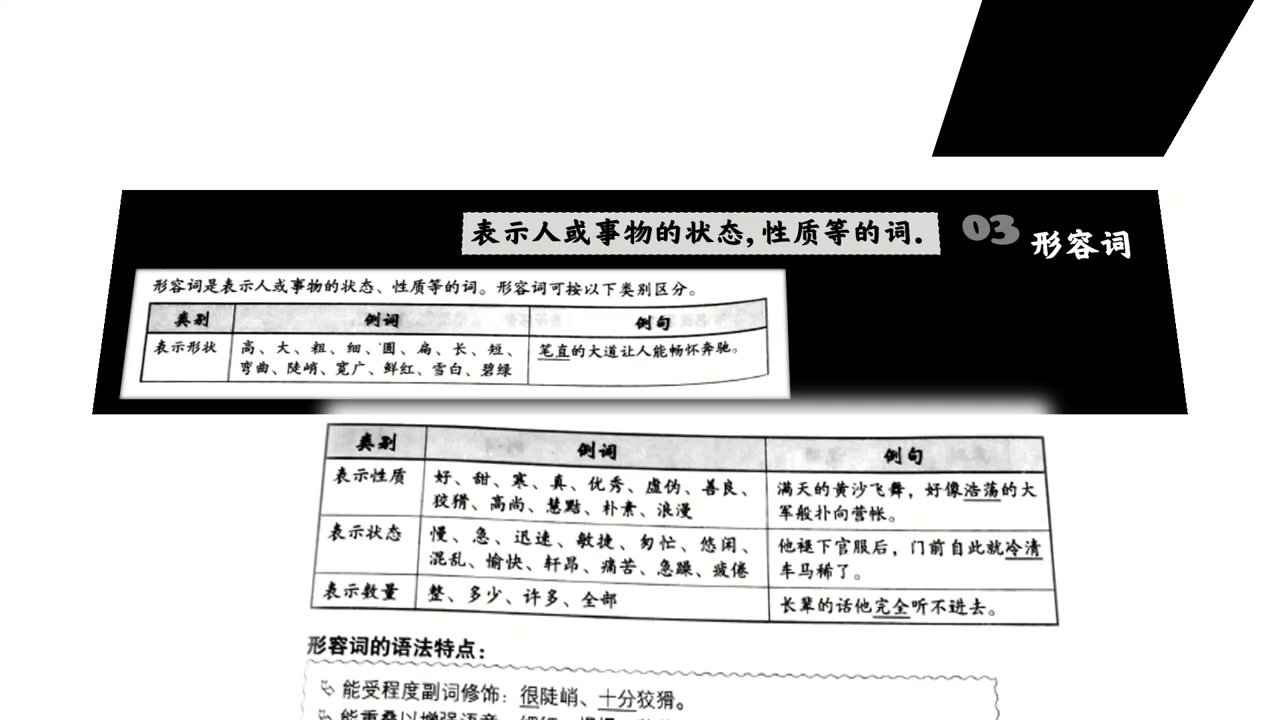 表示人或事物的状态,性质等的词.
03
形容词
形容词是表示人或事物的状态、性质等的词。形容词可按以下类别区分。
类别 例词 例句
表示形状 高、大、粗、细、圆、扁、长、短、 笔直的大道让人能畅怀奔驰。
弯曲、陡峭、宽广、鲜红、雪白、碧绿
类别 例词 例句
表示性质 好、甜、寒、真、优秀、虚伪、善良、 满天的黄沙飞舞，好像浩荡的大
狡猾、高尚、慧黠、朴素、浪漫 军般扑向营帐。
表示状态 慢、急、迅速、敏捷、匆忙、悠闲、 他褪下官服后，门前自此就冷清
混乱、愉快、轩昂、痛苦、急躁、疲倦 车马稀了。
表示数量 整、多少、许多、全部 长辈的话他完全听不进去。
形容词的语法特点：
能受程度副词修饰：很陡峭、十分狡猾。
能重叠以增强语意